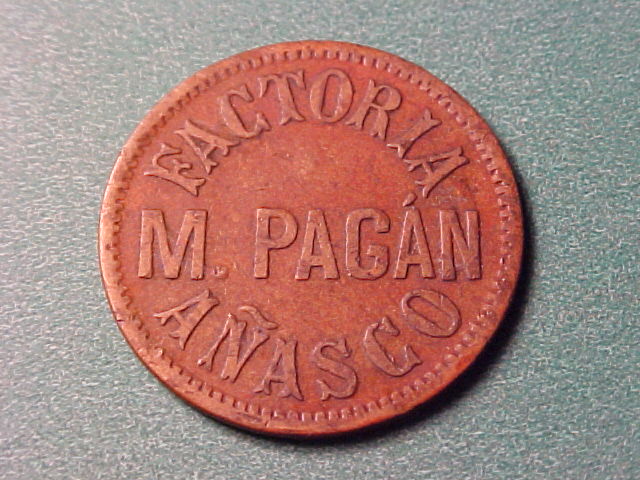 FACTORIA
M. PAGÁN
AÑASCO